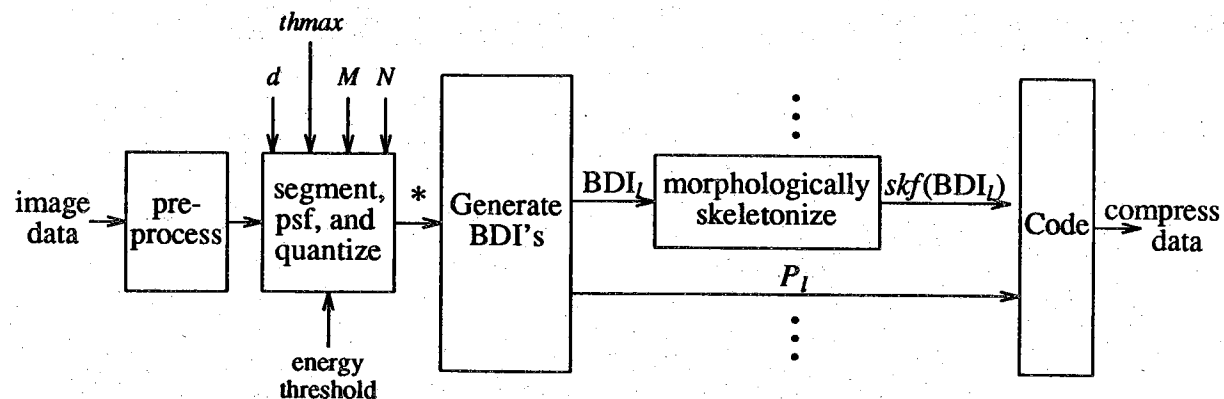 thmax
d M N
image
data
pre-
process
segment,
psf, and
quantize
*
energy
threshold
Generate
BDI's
BDI_l
morphologically
skeletonize
skf(BDI_l)
P_l
Code
compress
data